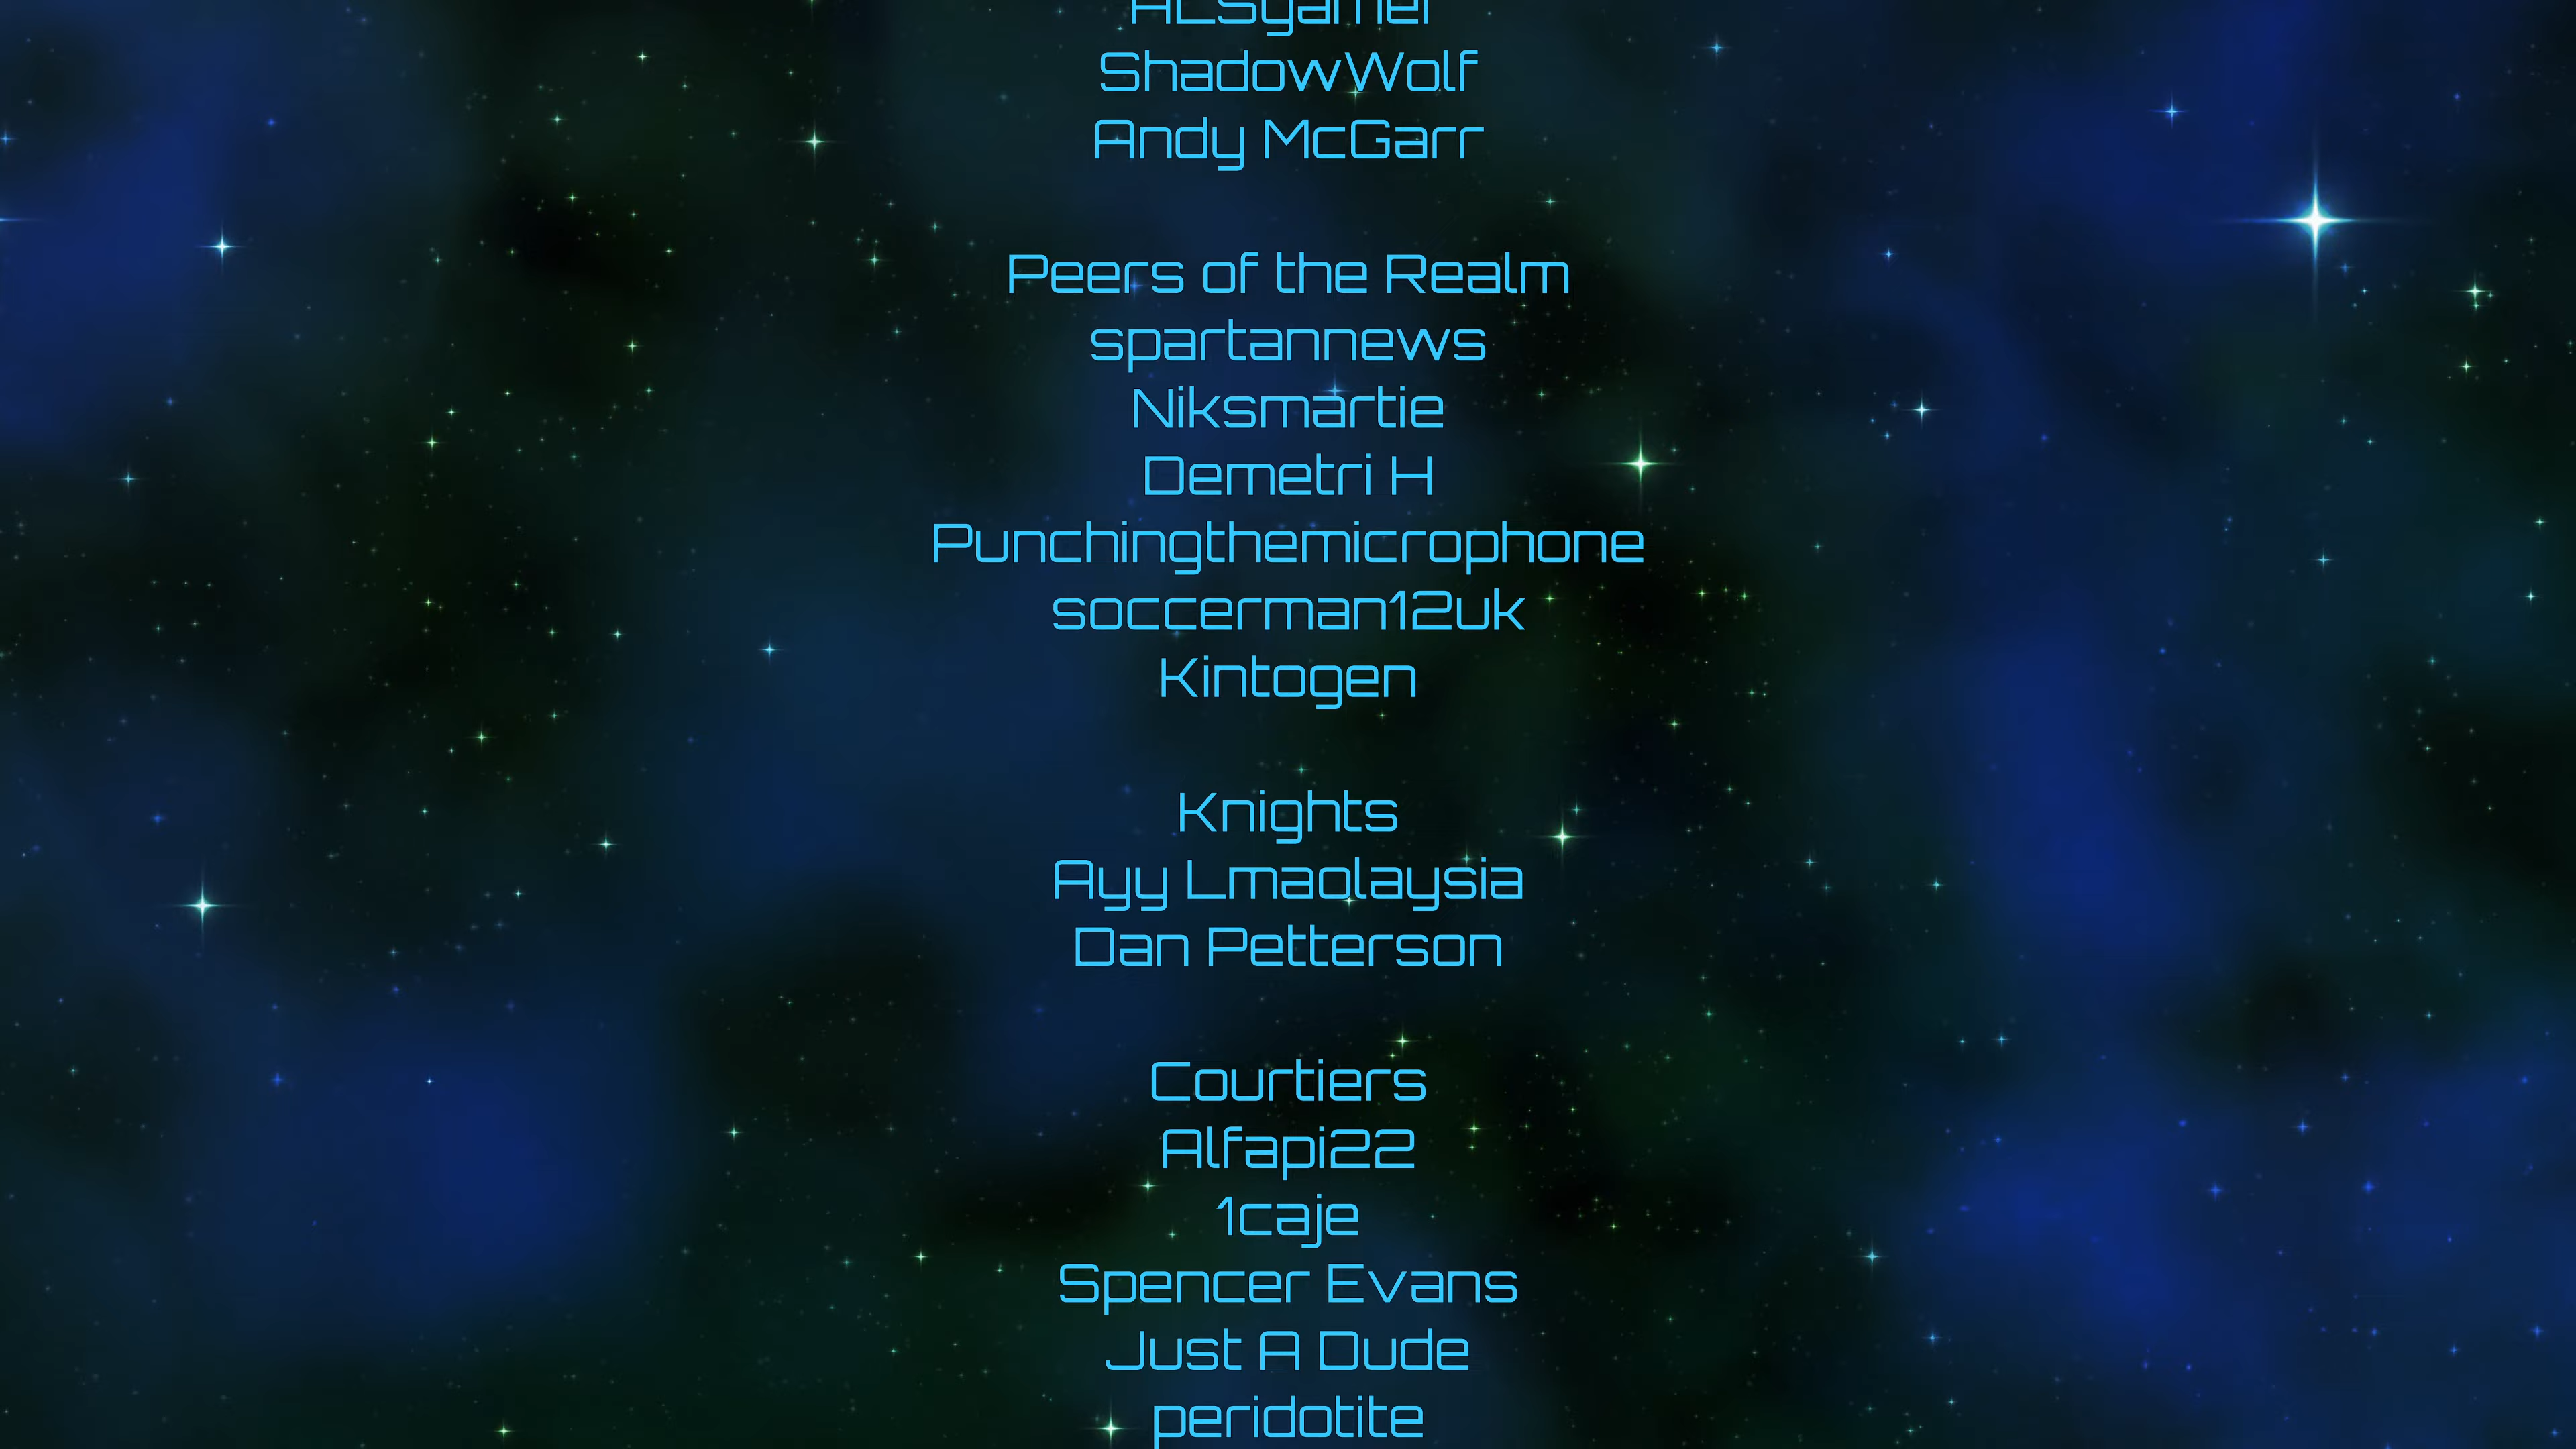 ShadowWolf
Andy McGarr
Peers of the Realm
spartannews
Niksmartie
Demetri H
Punchingthemicrophone
soccerman12uk
Kintogen
Knights
Ayy Lmaolaysia
Dan Petterson
Courtiers
Alfapi22
1caje
Spencer Evans
Just A Dude
peridotite